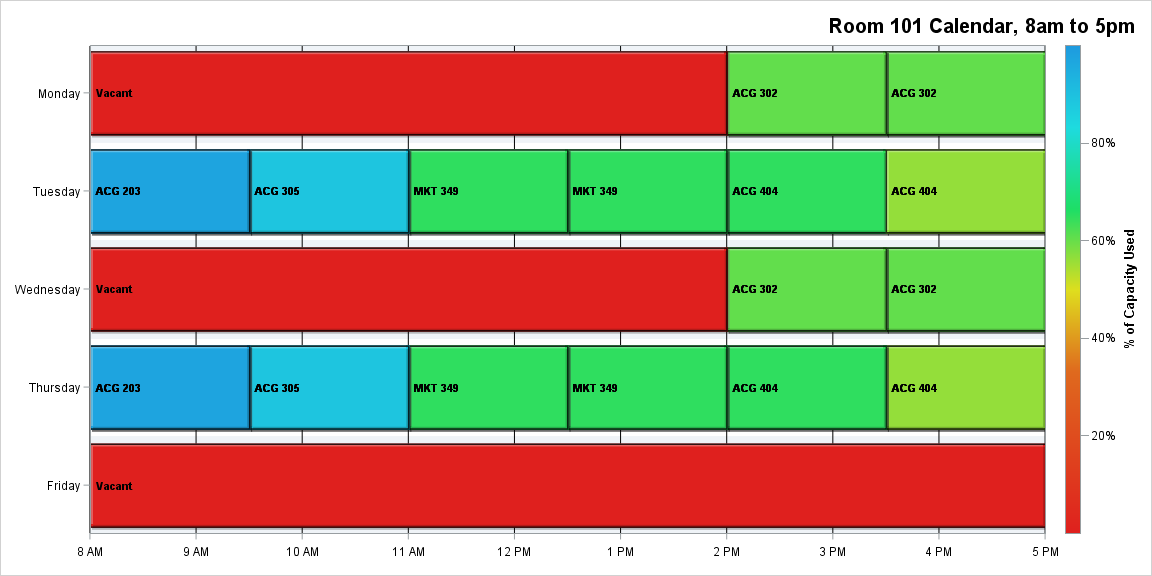 Room 101 Calendar, 8am to 5pm
Monday
Vacant
ACG 302
ACG 302
Tuesday
ACG 203
ACG 305
MKT 349
MKT 349
ACG 404
ACG 404
Wednesday
Vacant
ACG 302
ACG 302
Thursday
ACG 203
ACG 305
MKT 349
MKT 349
ACG 404
ACG 404
Friday
Vacant
8 AM
9 AM
10 AM
11 AM
12 PM
1 PM
2 PM
3 PM
4 PM
5 PM
80%
60%
40%
20%
% of Capacity Used